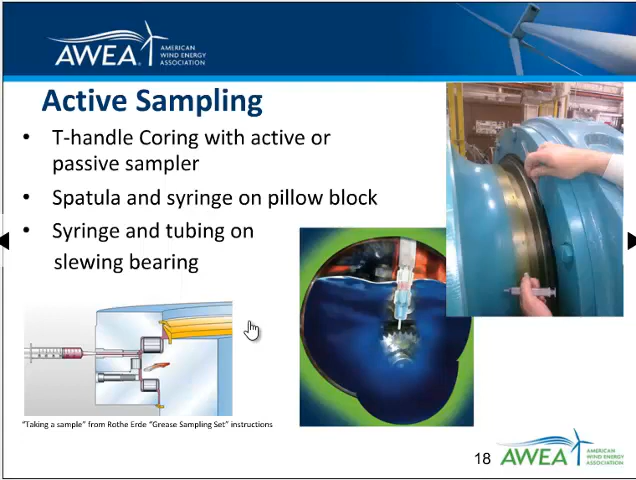 AWEA® AMERICAN
WIND ENERGY
ASSOCIATION
Active Sampling
• T-handle Coring with active or
passive sampler
• Spatula and syringe on pillow block
• Syringe and tubing on
slewing bearing
"Taking a sample" from Rothe Erde "Grease Sampling Set" instructions
18
AWEA AMERICAN
WIND ENERGY
ASSOCIATION